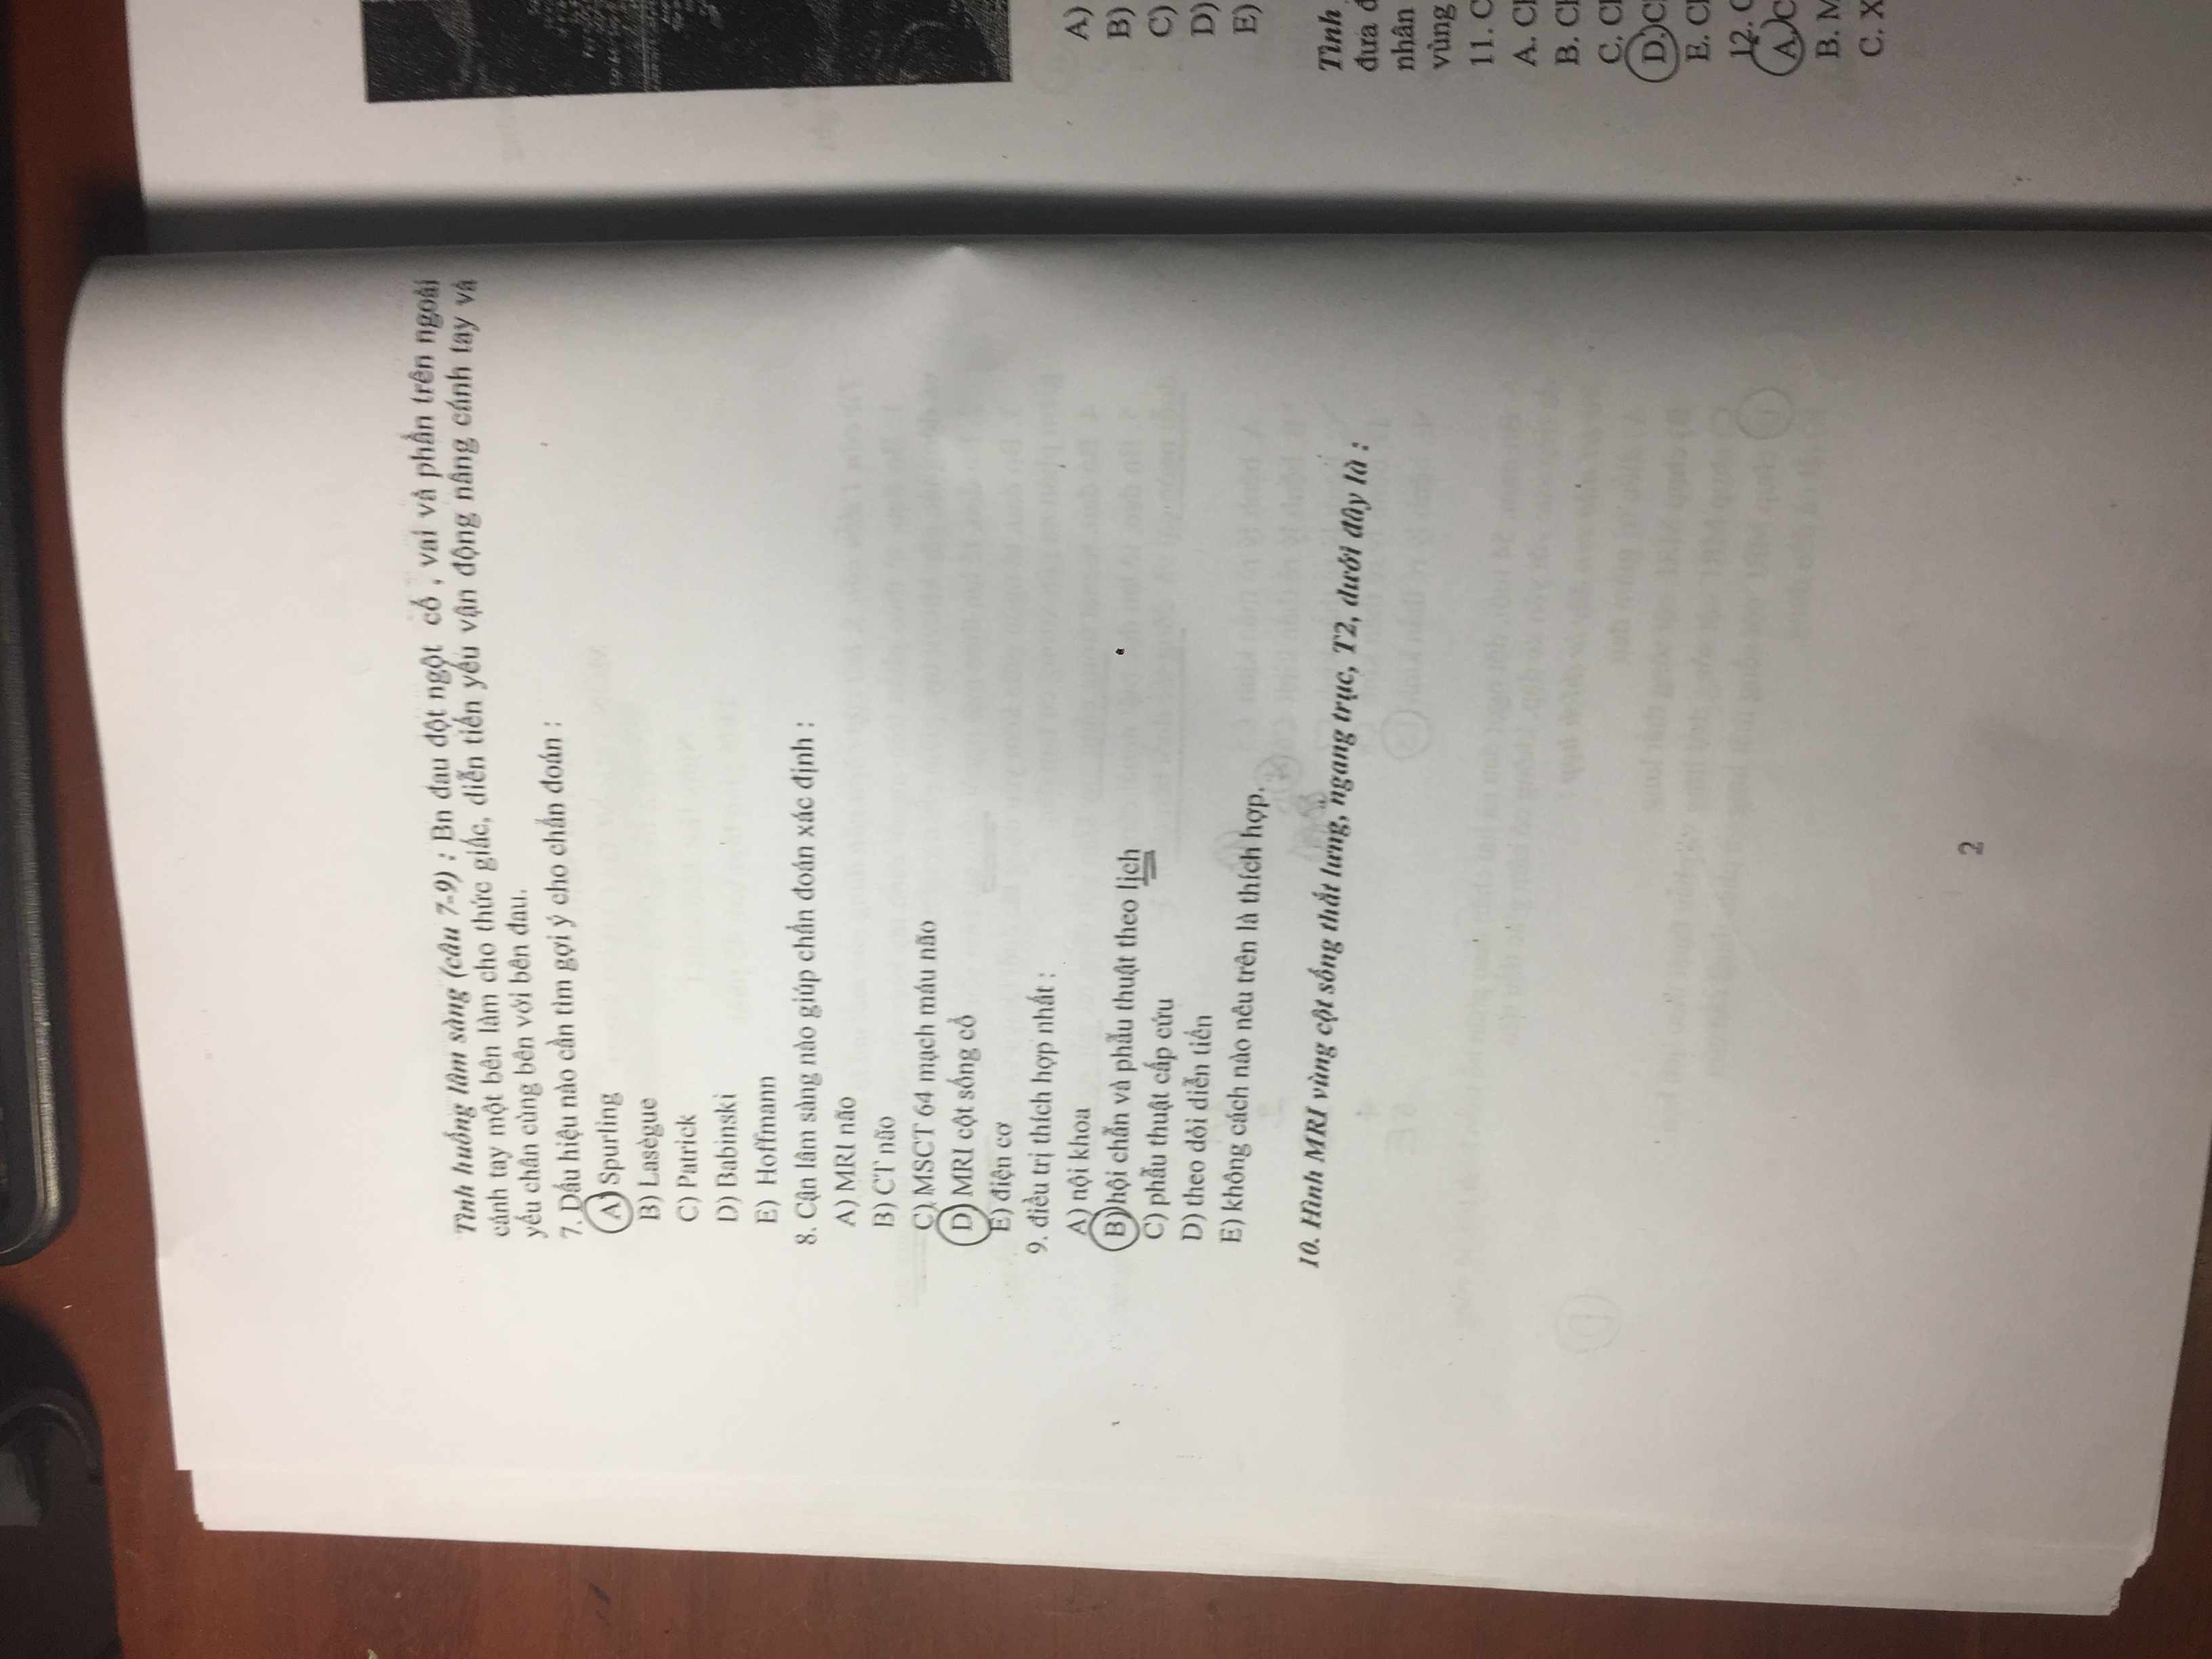 Tình huống lâm sàng (câu 7-9) : Bn đau đột ngột cổ , vai và phần trên ngoài
cánh tay một bên làm cho thức giấc, diễn tiến yếu vận động nâng cánh tay và
yếu chân cùng bên với bên đau.
7. Dấu hiệu nào cần tìm gợi ý cho chẩn đoán :
A) Spurling
B) Lasègue
C) Patrick
D) Babinski
E) Hoffmann
8. Cận lâm sàng nào giúp chẩn đoán xác định :
A) MRI não
B) CT não
C) MSCT 64 mạch máu não
D) MRI cột sống cổ
E) điện cơ
9. điều trị thích hợp nhất :
A) nội khoa
B) hội chẩn và phẫu thuật theo lịch
C) phẫu thuật cấp cứu
D) theo dỏi diễn tiến
E) không cách nào nêu trên là thích hợp.
10. Hình MRI vùng cột sống thắt lưng, ngang trục, T2, dưới đây là :
2
A)
B)
C)
D)
E)
Tình
đưa
nhân
vùng
11.
A.
B.
C.
D.
E.
12.
A.
B.
C.